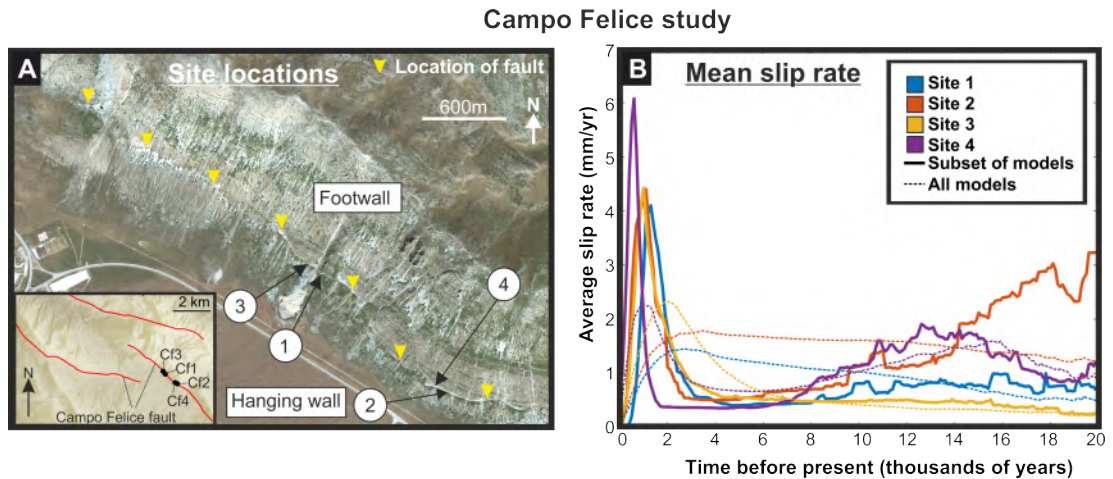 Campo Felice study
A
Site locations
Location of fault
600m
N
Footwall
3
1
4
2
Hanging wall
2 km
N
Cf3
Cf1
Cf2
Cf4
Campo Felice fault
B
Mean slip rate
Site 1
Site 2
Site 3
Site 4
Subset of models
All models
Average slip rate (mm/yr)
7
6
5
4
3
2
1
0
0 2 4 6 8 10 12 14 16 18 20
Time before present (thousands of years)